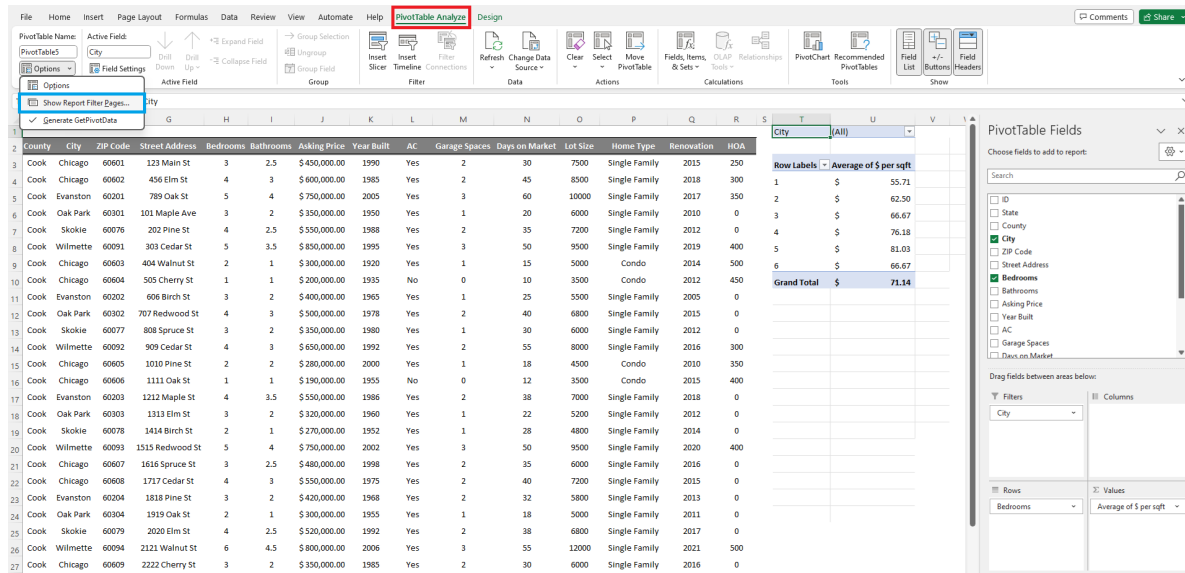 File Home Insert Page Layout Formulas Data Review View Automate Help PivotTable Analyze Design Comments Share
PivotTable Name: Active Field:
PivotTable5 City
Options Field Settings
Drill Down Drill Up
Expand Field
Collapse Field
Active Field
Group Selection
Ungroup
Group Field
Group
Insert Slicer Insert Timeline Filter Connections
Filter
Refresh Change Data Source
Data
Clear Select Move PivotTable
Actions
Fields, Items, & Sets OLAP Tools Relationships
Calculations
PivotChart Recommended PivotTables
Tools
Field List +/- Buttons Field Headers
Show
Options
Show Report Filter Pages...
Generate GetPivotData
City
G H I J K L M N O P Q R S T U V
1 City (All)
2 County City ZIP Code Street Address Bedrooms Bathrooms Asking Price Year Built AC Garage Spaces Days on Market Lot Size Home Type Renovation HOA
3 Cook Chicago 60601 123 Main St 3 2.5 $ 450,000.00 1990 Yes 2 30 7500 Single Family 2015 250 Row Labels Average of $ per sqft
4 Cook Chicago 60602 456 Elm St 4 3 $ 600,000.00 1985 Yes 2 45 8500 Single Family 2018 300 1 $ 55.71
5 Cook Evanston 60201 789 Oak St 5 4 $ 750,000.00 2005 Yes 3 60 10000 Single Family 2017 350 2 $ 62.50
6 Cook Oak Park 60301 101 Maple Ave 3 2 $ 350,000.00 1950 Yes 1 20 6000 Single Family 2010 0 3 $ 66.67
7 Cook Skokie 60076 202 Pine St 4 2.5 $ 550,000.00 1988 Yes 2 35 7200 Single Family 2012 0 4 $ 76.18
8 Cook Wilmette 60091 303 Cedar St 5 3.5 $ 850,000.00 1995 Yes 3 50 9500 Single Family 2019 400 5 $ 81.03
9 Cook Chicago 60603 404 Walnut St 2 1 $ 300,000.00 1920 Yes 1 15 5000 Condo 2014 500 6 $ 66.67
10 Cook Chicago 60604 505 Cherry St 1 1 $ 200,000.00 1935 No 0 10 3500 Condo 2012 450 Grand Total $ 71.14
11 Cook Evanston 60202 606 Birch St 3 2 $ 400,000.00 1965 Yes 1 25 5500 Single Family 2005 0
12 Cook Oak Park 60302 707 Redwood St 4 3 $ 500,000.00 1978 Yes 2 40 6800 Single Family 2015 0
13 Cook Skokie 60077 808 Spruce St 3 2 $ 350,000.00 1980 Yes 1 30 6000 Single Family 2012 0
14 Cook Wilmette 60092 909 Cedar St 4 3 $ 650,000.00 1992 Yes 2 55 8000 Single Family 2016 300
15 Cook Chicago 60605 1010 Pine St 2 2 $ 280,000.00 2000 Yes 1 18 4500 Condo 2010 350
16 Cook Chicago 60606 1111 Oak St 1 1 $ 190,000.00 1955 No 0 12 3500 Condo 2015 400
17 Cook Evanston 60203 1212 Maple St 4 3.5 $ 550,000.00 1986 Yes 2 38 7000 Single Family 2018 0
18 Cook Oak Park 60303 1313 Elm St 3 2 $ 320,000.00 1960 Yes 1 22 5200 Single Family 2012 0
19 Cook Skokie 60078 1414 Birch St 2 1 $ 270,000.00 1952 Yes 1 28 4800 Single Family 2014 0
20 Cook Wilmette 60093 1515 Redwood St 5 4 $ 750,000.00 2002 Yes 3 50 9500 Single Family 2020 400
21 Cook Chicago 60607 1616 Spruce St 3 2.5 $ 480,000.00 1998 Yes 2 35 6000 Single Family 2016 0
22 Cook Chicago 60608 1717 Cedar St 4 3 $ 550,000.00 1975 Yes 2 40 7200 Single Family 2015 0
23 Cook Evanston 60204 1818 Pine St 3 2 $ 420,000.00 1968 Yes 2 32 5800 Single Family 2013 0
24 Cook Oak Park 60304 1919 Oak St 2 1 $ 300,000.00 1955 Yes 1 18 5000 Single Family 2011 0
25 Cook Skokie 60079 2020 Elm St 4 2.5 $ 520,000.00 1992 Yes 2 38 6800 Single Family 2017 0
26 Cook Wilmette 60094 2121 Walnut St 6 4.5 $ 800,000.00 2006 Yes 3 55 12000 Single Family 2021 500
27 Cook Chicago 60609 2222 Cherry St 3 2 $ 350,000.00 1985 Yes 2 30 6000 Single Family 2016 0
PivotTable Fields
Choose fields to add to report:
Search
ID
State
County
City
ZIP Code
Street Address
Bedrooms
Bathrooms
Asking Price
Year Built
AC
Garage Spaces
Days on Market
Drag fields between areas below:
Filters Columns
City
Rows Values
Bedrooms Average of $ per sqft